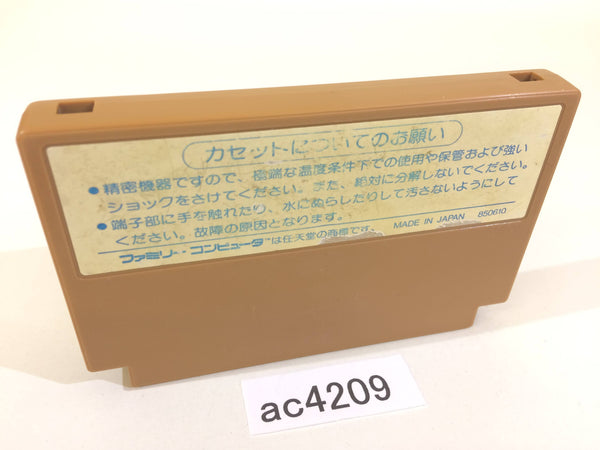 カセットについてのお願い
●精密機器ですので、極端な温度条件下での使用や保管および強い
ショックをさけてください。また、絶対に分解しないでください。
●端子部に手を触れたり、水にぬらしたりして汚さないようにして
ください。故障の原因となります。
ファミリーコンピュータ™は任天堂の商標です。 MADE IN JAPAN 850610
ac4209